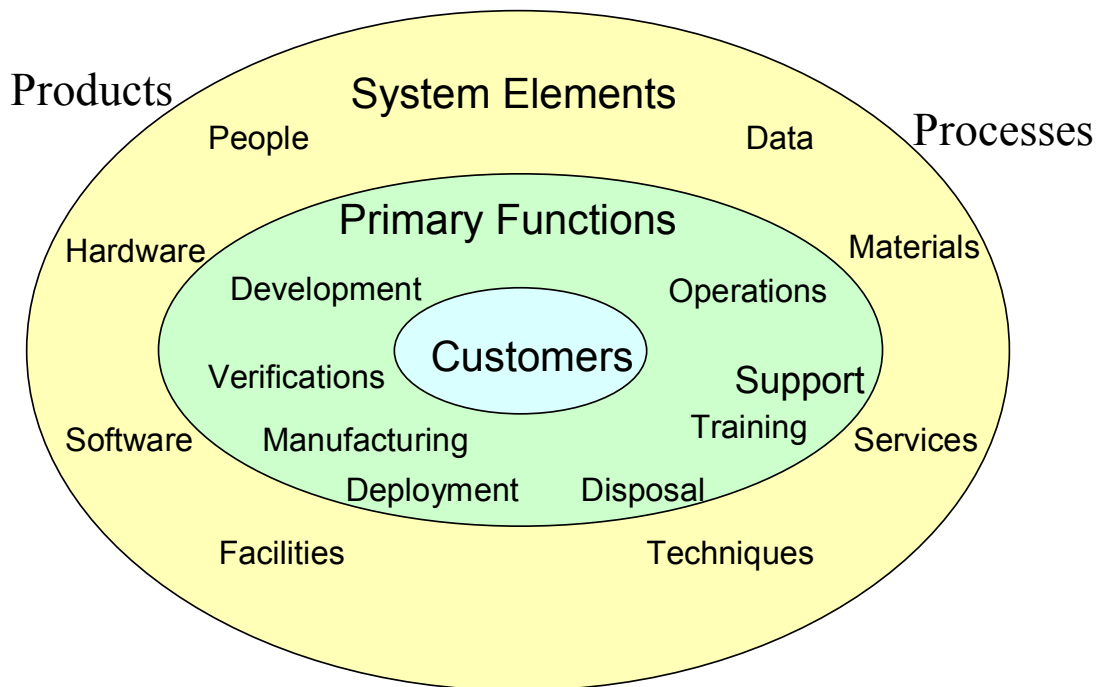 Products
System Elements
Processes
People
Data
Primary Functions
Hardware
Materials
Development
Operations
Customers
Verifications
Support
Training
Software
Manufacturing
Services
Deployment
Disposal
Facilities
Techniques